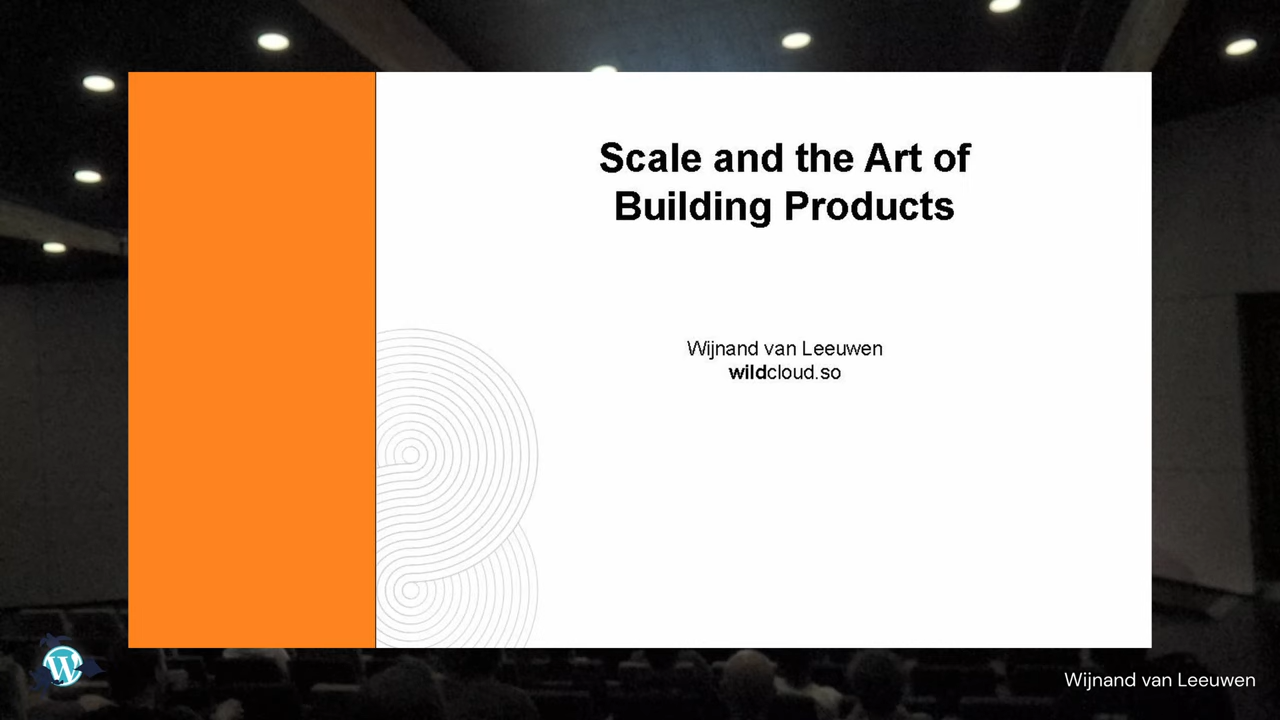 Scale and the Art of
Building Products
Wijnand van Leeuwen
wildcloud.so
Wijnand van Leeuwen